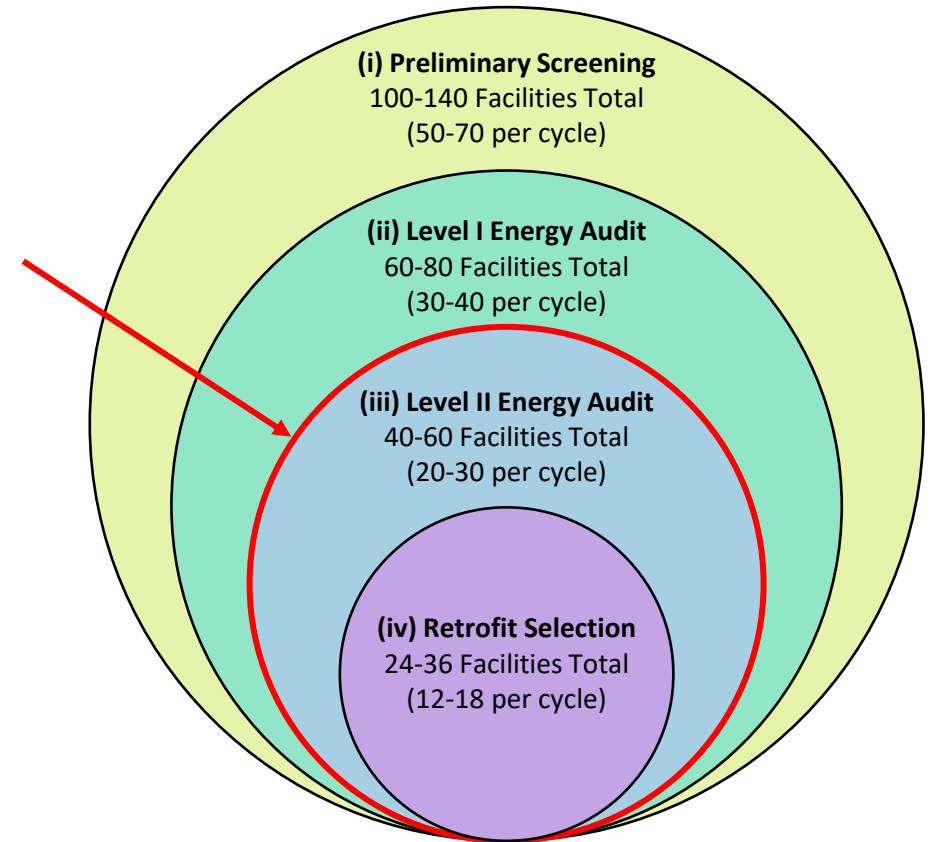 (i) Preliminary Screening
100-140 Facilities Total
(50-70 per cycle)
(ii) Level I Energy Audit
60-80 Facilities Total
(30-40 per cycle)
(iii) Level II Energy Audit
40-60 Facilities Total
(20-30 per cycle)
(iv) Retrofit Selection
24-36 Facilities Total
(12-18 per cycle)